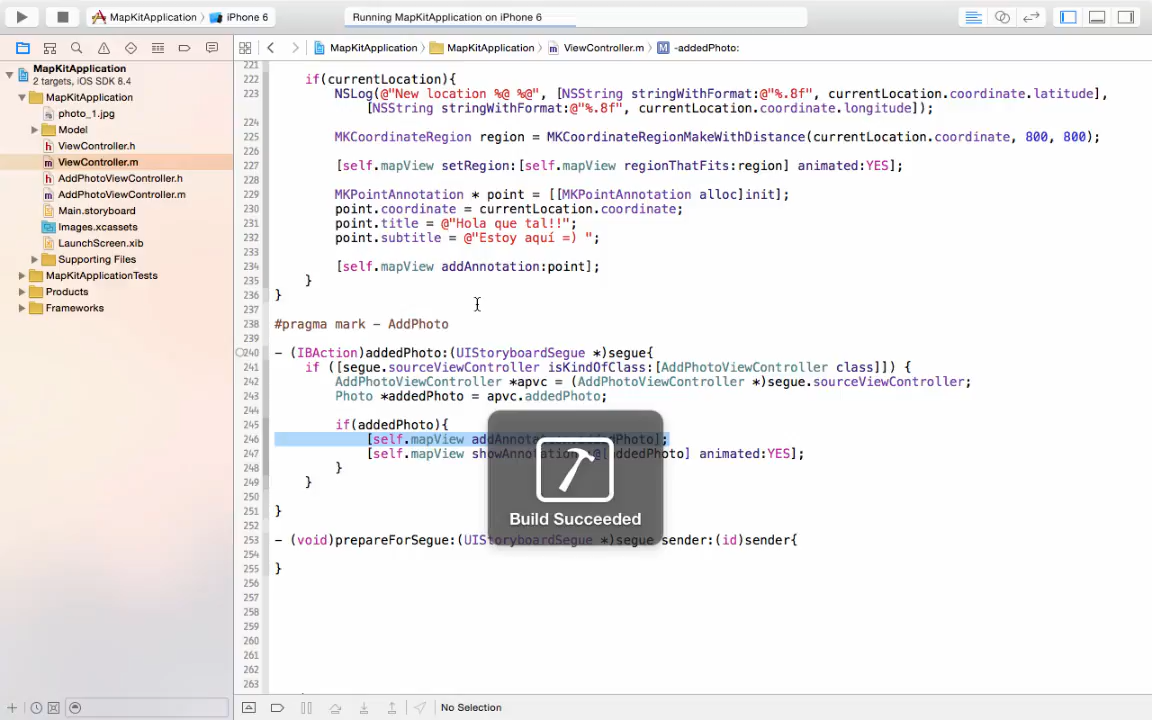 MapKitApplication
iPhone 6
Running MapKitApplication on iPhone 6
MapKitApplication
MapKitApplication
ViewController.m
M
-addedPhoto:
MapKitApplication
2 targets, iOS SDK 8.4
MapKitApplication
photo_1.jpg
Model
h ViewController.h
m ViewController.m
h AddPhotoViewController.h
m AddPhotoViewController.m
Main.storyboard
Images.xcassets
LaunchScreen.xib
Supporting Files
MapKitApplicationTests
Products
Frameworks
221
222 if(currentLocation){
223 NSLog(@"New location %@ %@", [NSString stringWithFormat:@"%.8f", currentLocation.coordinate.latitude],
[NSString stringWithFormat:@"%.8f", currentLocation.coordinate.longitude]);
224
225 MKCoordinateRegion region = MKCoordinateRegionMakeWithDistance(currentLocation.coordinate, 800, 800);
226
227 [self.mapView setRegion:[self.mapView regionThatFits:region] animated:YES];
228
229 MKPointAnnotation * point = [[MKPointAnnotation alloc]init];
230 point.coordinate = currentLocation.coordinate;
231 point.title = @"Hola que tal!!";
232 point.subtitle = @"Estoy aquí =) ";
233
234 [self.mapView addAnnotation:point];
235 }
236 }
237
238 #pragma mark - AddPhoto
239
240 - (IBAction)addedPhoto:(UIStoryboardSegue *)segue{
241 if ([segue.sourceViewController isKindOfClass:[AddPhotoViewController class]]) {
242 AddPhotoViewController *apvc = (AddPhotoViewController *)segue.sourceViewController;
243 Photo *addedPhoto = apvc.addedPhoto;
244
245 if(addedPhoto){
246 [self.mapView
247 [self.mapView animated:YES];
248 }
249 }
250
251 }
252
253 - (void)prepareForSegue:(UIStoryboardSegue *)segue sender:(id)sender{
254
255 }
256
257
258
259
260
261
262
263
Build Succeeded
No Selection